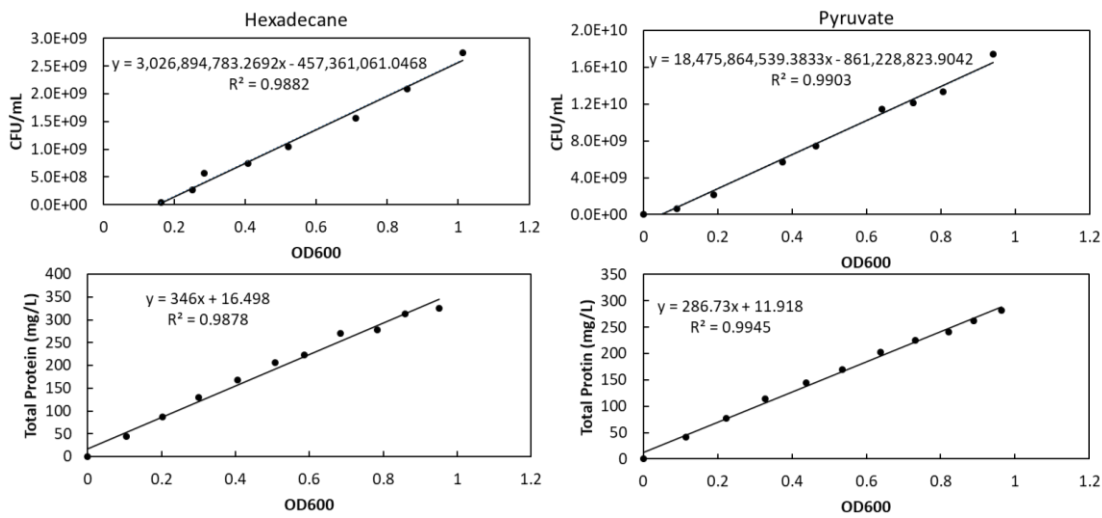 Hexadecane
3.0E+09
2.5E+09
2.0E+09
1.5E+09
1.0E+09
5.0E+08
0.0E+00
CFU/mL
y = 3,026,894,783.2692x - 457,361,061.0468
R² = 0.9882
0 0.2 0.4 0.6 0.8 1 1.2
OD600
Pyruvate
2.0E+10
1.6E+10
1.2E+10
8.0E+09
4.0E+09
0.0E+00
CFU/mL
y = 18,475,864,539.3833x - 861,228,823.9042
R² = 0.9903
0 0.2 0.4 0.6 0.8 1 1.2
OD600
400
350
300
250
200
150
100
50
0
Total Protein (mg/L)
y = 346x + 16.498
R² = 0.9878
0 0.2 0.4 0.6 0.8 1 1.2
OD600
350
300
250
200
150
100
50
0
Total Protin (mg/L)
y = 286.73x + 11.918
R² = 0.9945
0 0.2 0.4 0.6 0.8 1 1.2
OD600